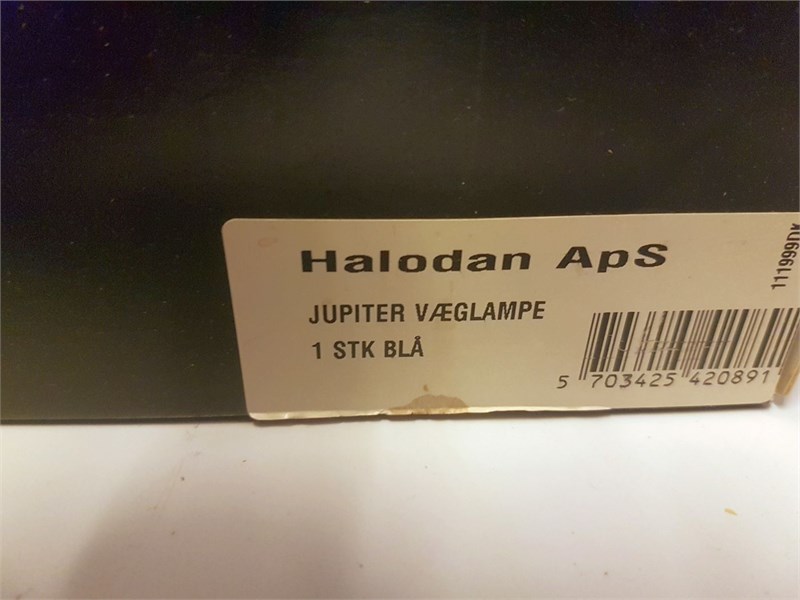 Halodan ApS
JUPITER VÆGLAMPE
1 STK BLÅ
5 703425 420891
111999DK